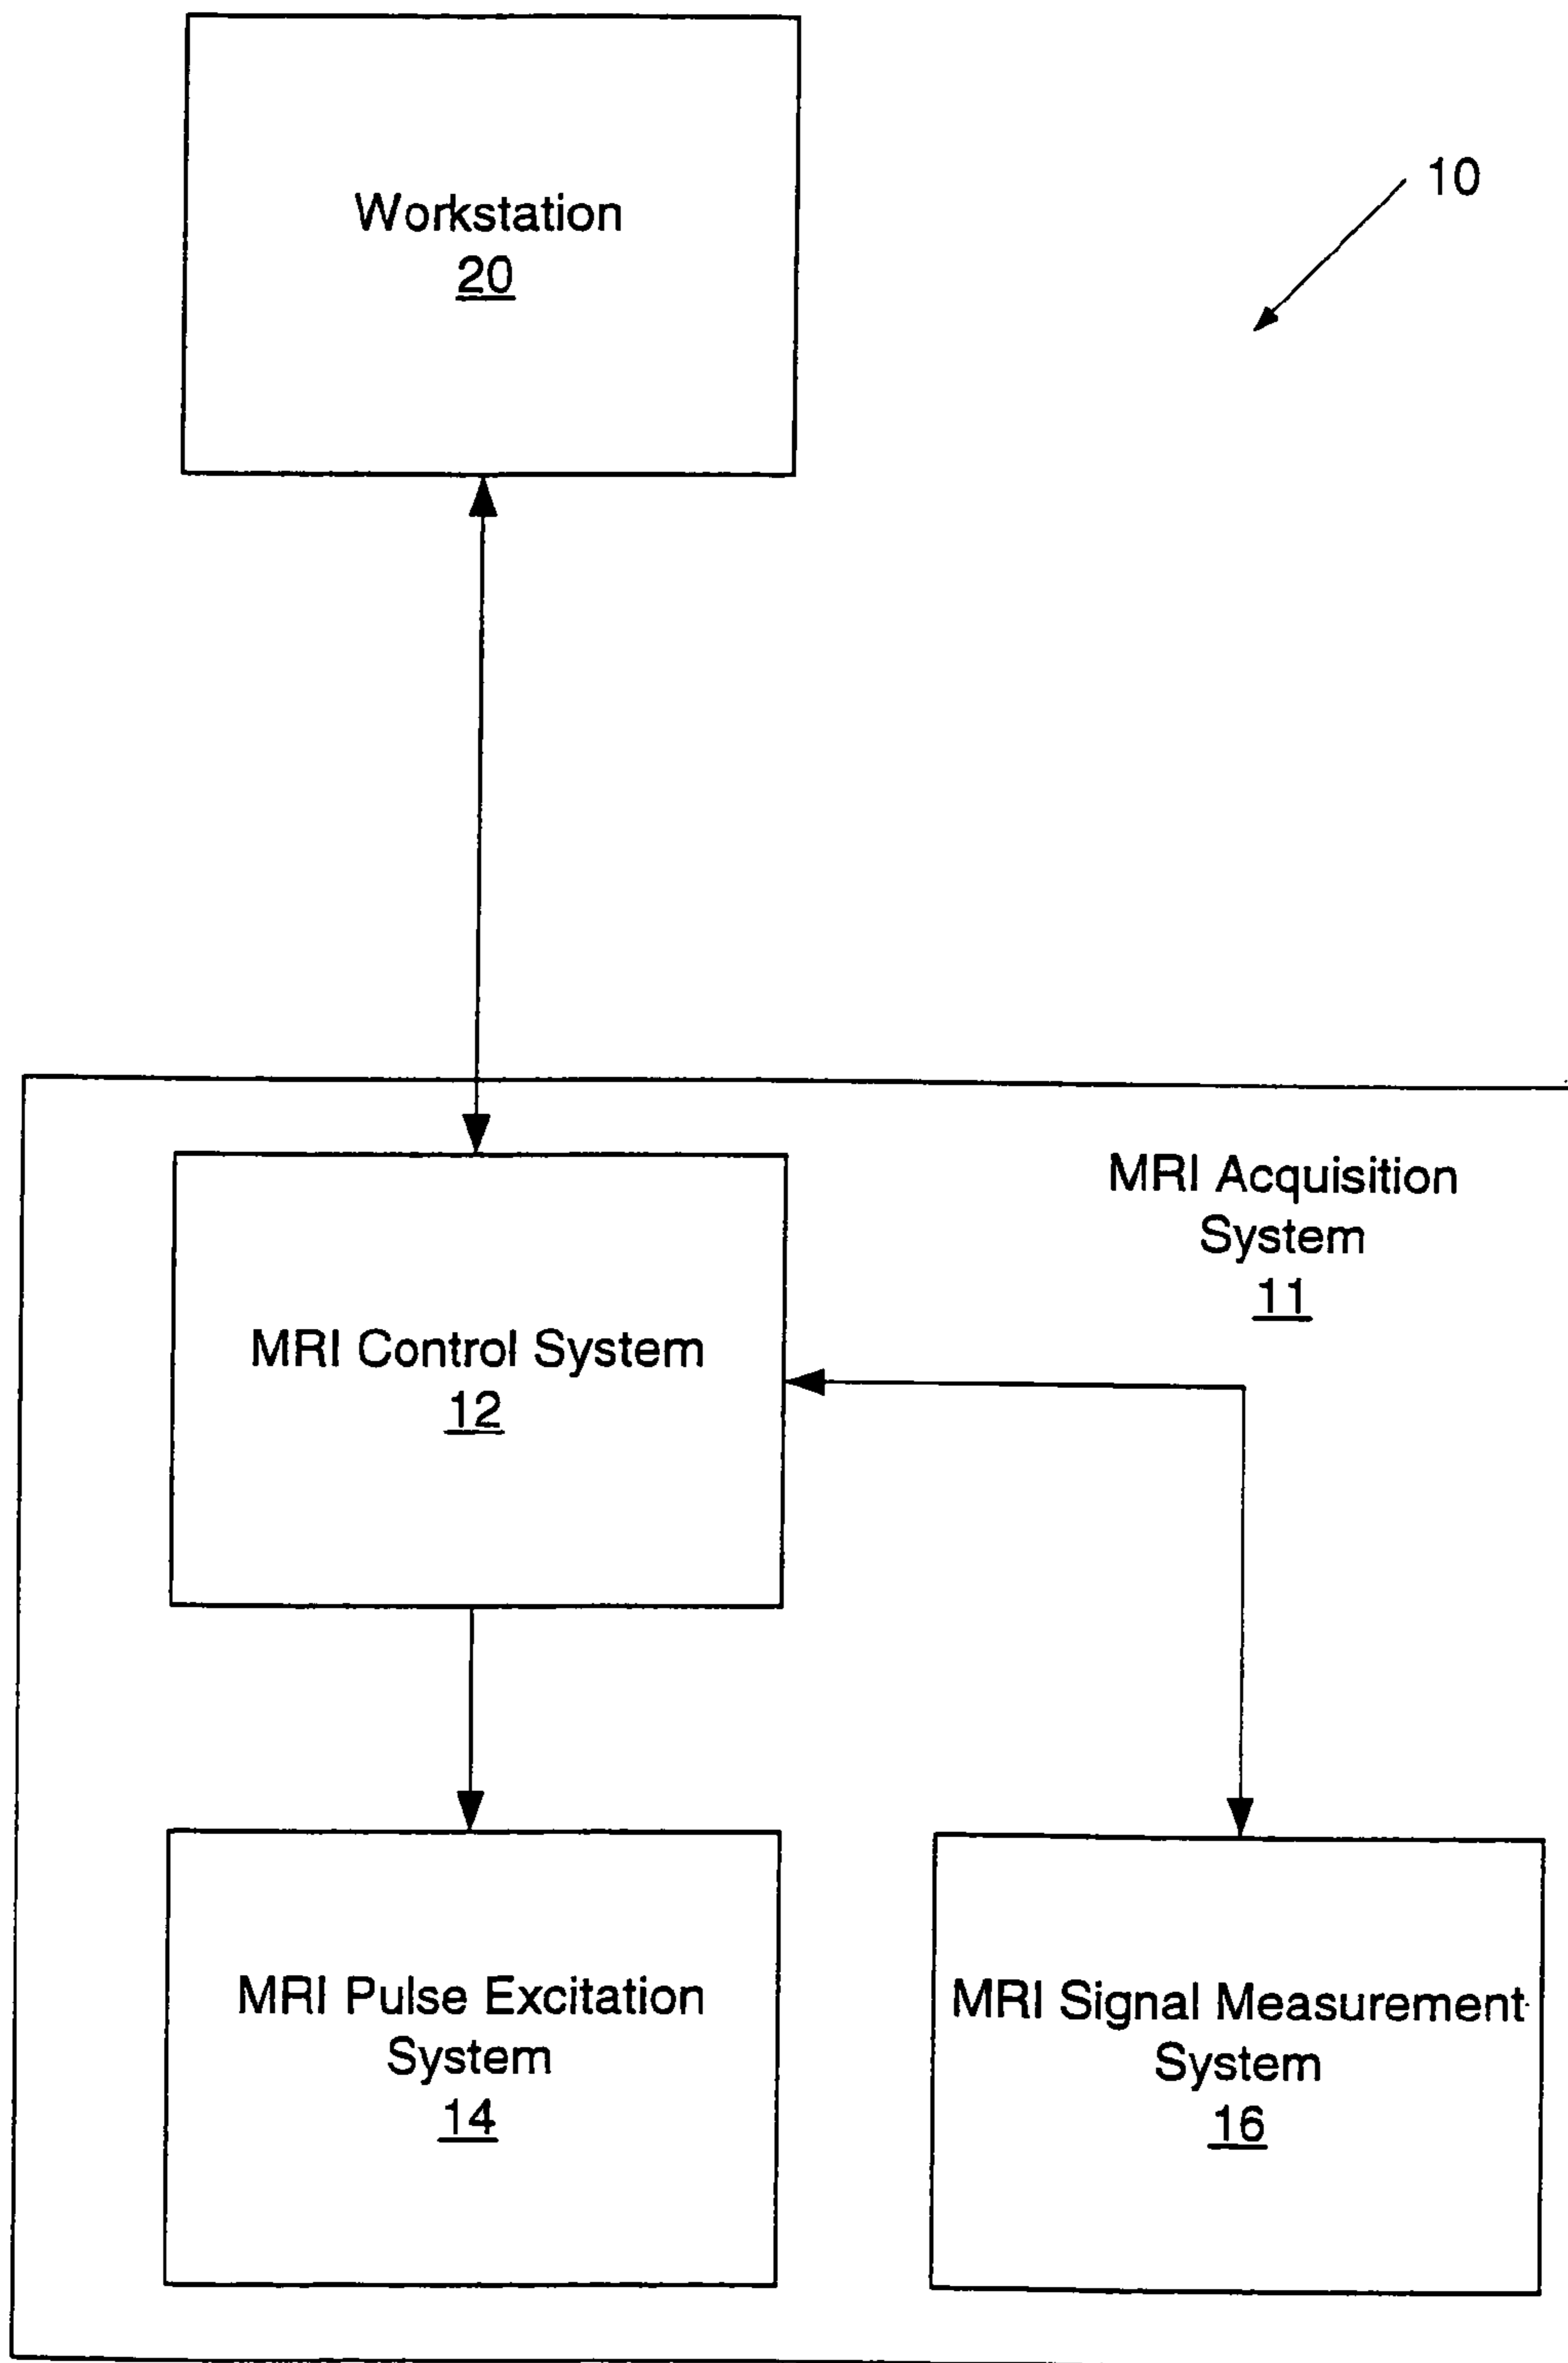 Workstation
20
10
MRI Acquisition
System
11
MRI Control System
12
MRI Pulse Excitation
System
14
MRI Signal Measurement
System
16